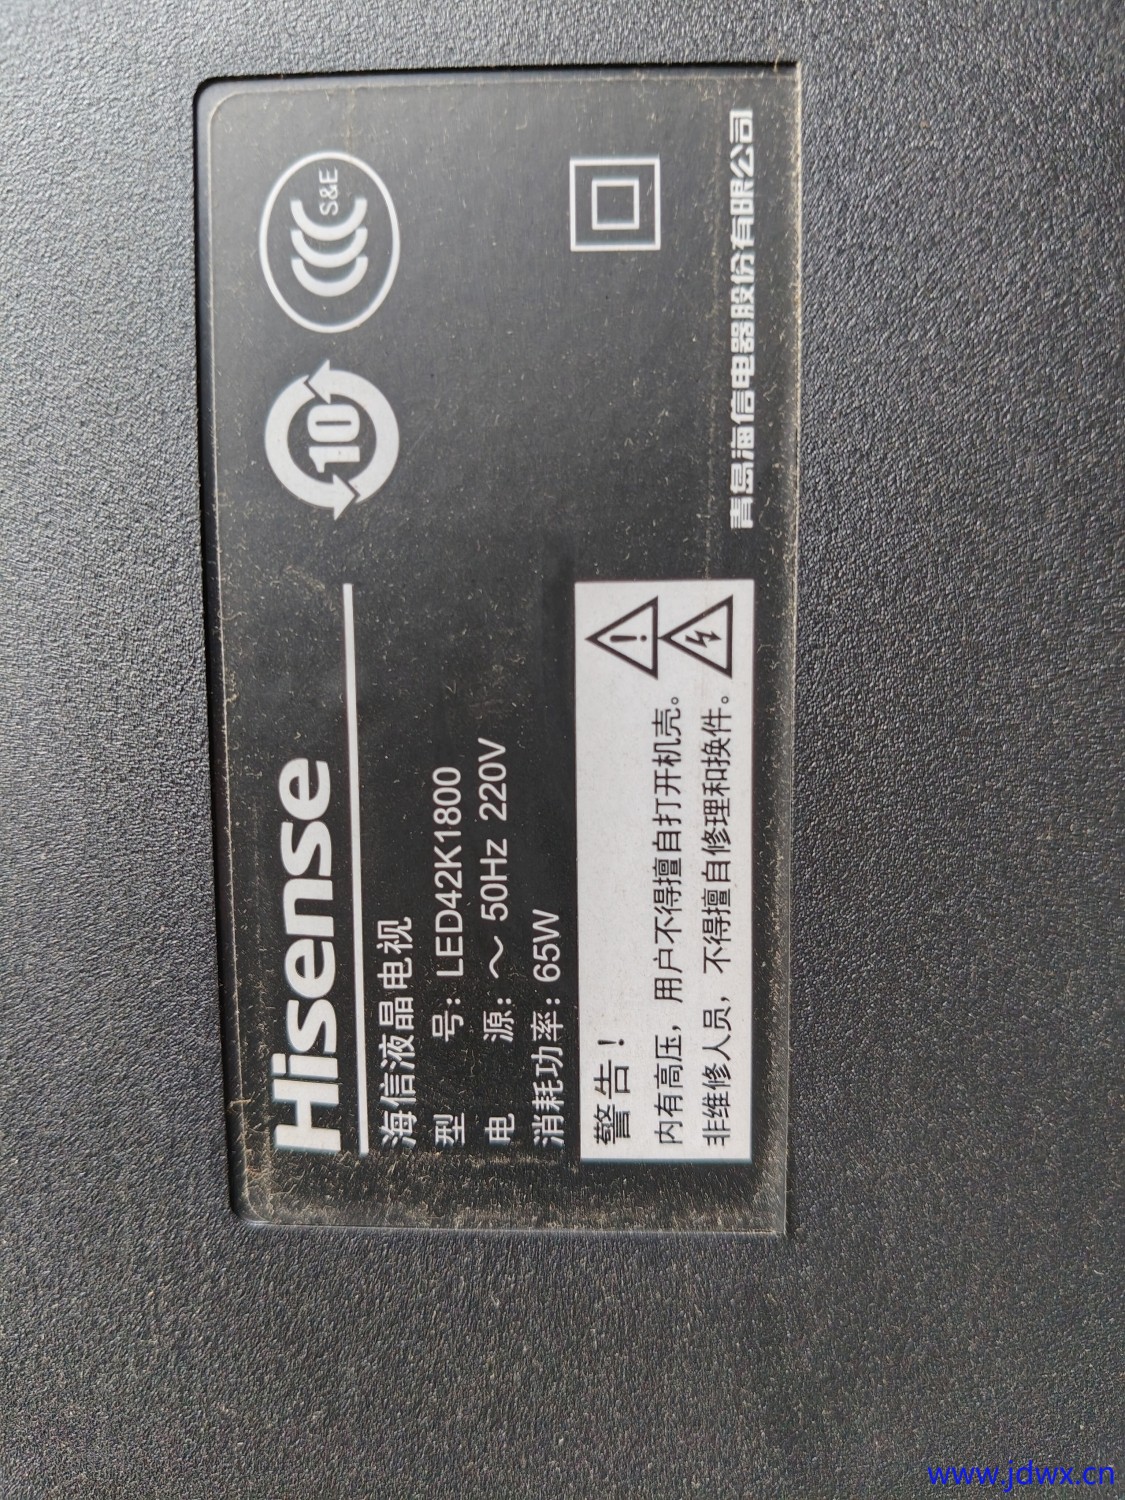 Hisense
海信液晶电视
型 号：LED42K1800
电 源：～ 50Hz 220V
消耗功率：65W
警告！
内有高压，用户不得擅自打开机壳。
非维修人员，不得擅自修理和换件。
10
S&E
青岛海信电器股份有限公司
www.jdwx.cn